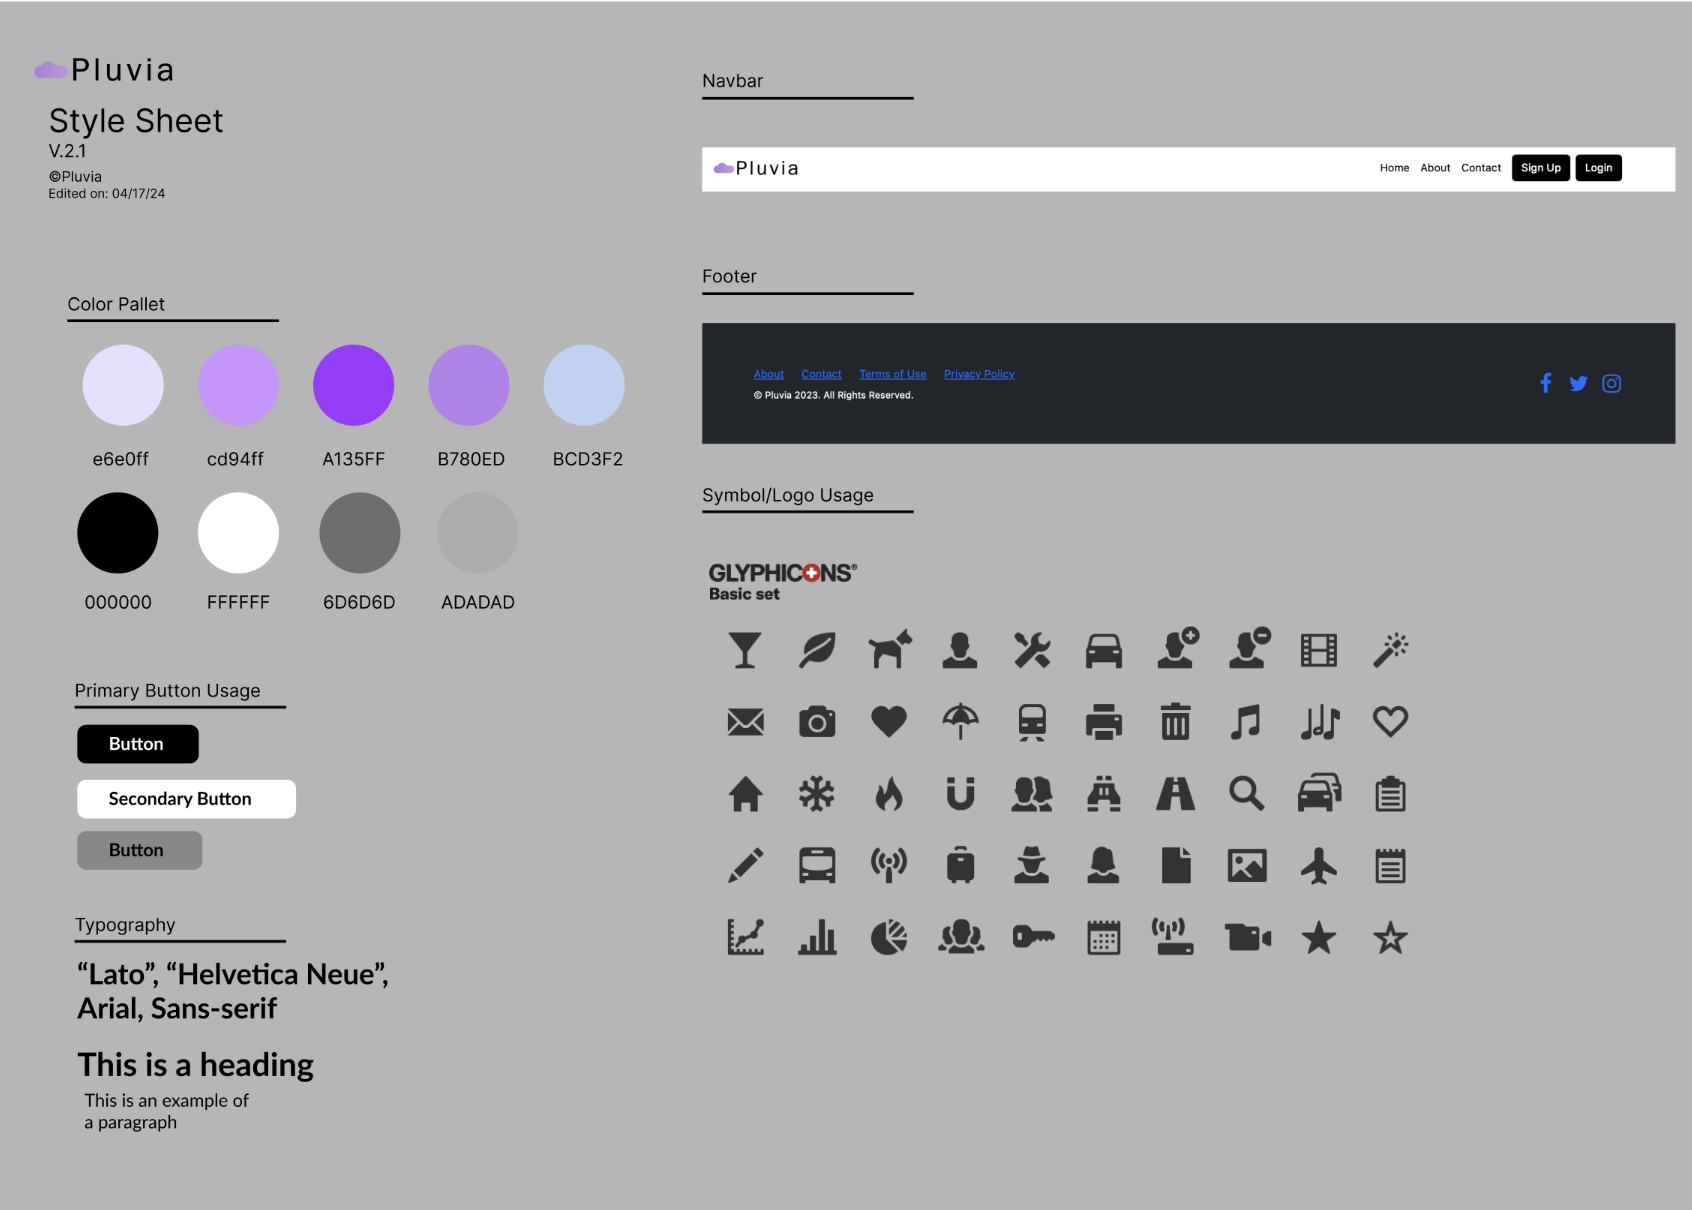 Pluvia
Style Sheet
V.2.1
©Pluvia
Edited on: 04/17/24
Color Pallet
e6e0ff cd94ff A135FF B780ED BCD3F2
000000 FFFFFF 6D6D6D ADADAD
Primary Button Usage
Button
Secondary Button
Button
Typography
“Lato”, “Helvetica Neue”,
Arial, Sans-serif
This is a heading
This is an example of
a paragraph
Navbar
Pluvia Home About Contact Sign Up Login
Footer
About Contact Terms of Use Privacy Policy
© Pluvia 2023. All Rights Reserved.
Symbol/Logo Usage
GLYPHICONS®
Basic set